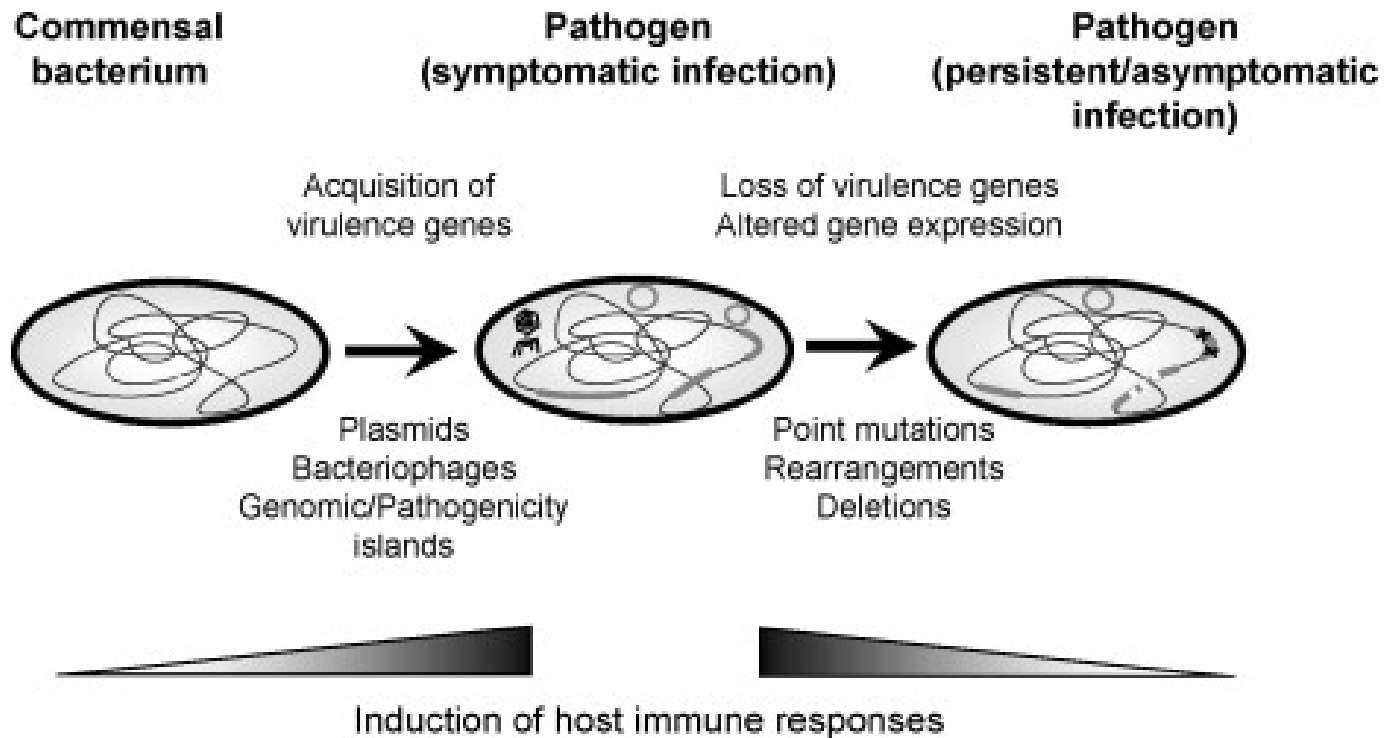 Commensal
bacterium
Pathogen
(symptomatic infection)
Pathogen
(persistent/asymptomatic
infection)
Acquisition of
virulence genes
Loss of virulence genes
Altered gene expression
Plasmids
Bacteriophages
Genomic/Pathogenicity
islands
Point mutations
Rearrangements
Deletions
Induction of host immune responses